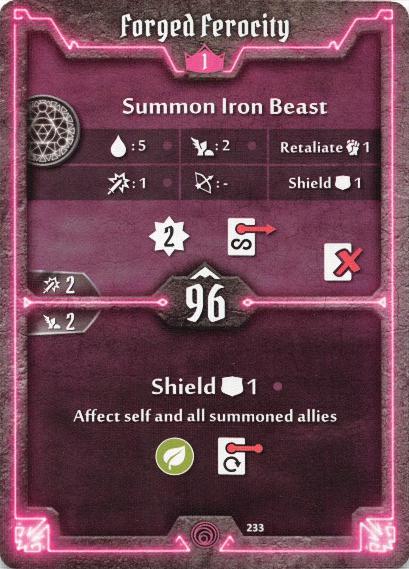 Forged Ferocity
1
Summon Iron Beast
:5
:2
Retaliate 1
:1
:-
Shield 1
2
2
96
2
Shield 1
Affect self and all summoned allies
233